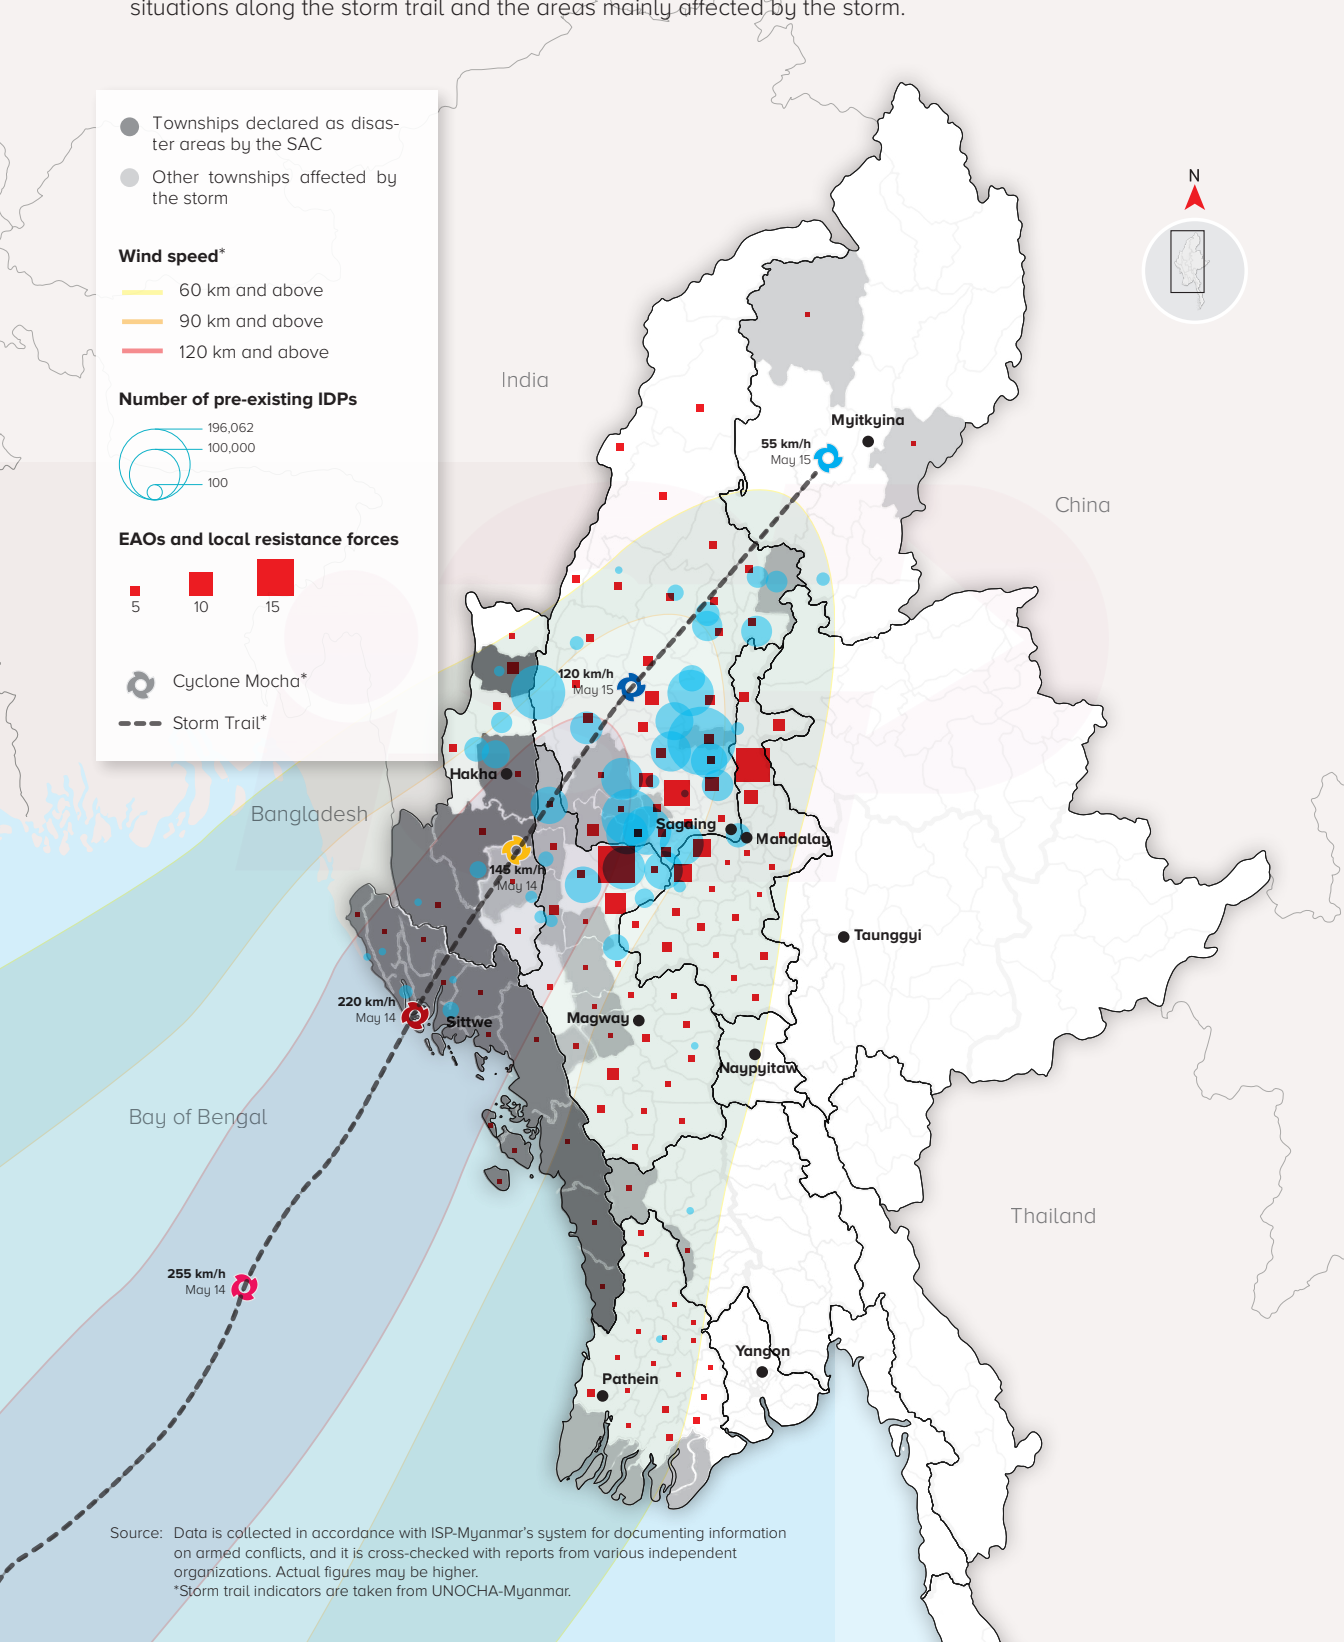 situations along the storm trail and the areas mainly affected by the storm.
Townships declared as disas-
ter areas by the SAC
Other townships affected by
the storm
Wind speed*
60 km and above
90 km and above
120 km and above
Number of pre-existing IDPs
196,062
100,000
100
EAOs and local resistance forces
5
10
15
Cyclone Mocha*
Storm Trail*
N
India
China
Bangladesh
Bay of Bengal
Thailand
Myitkyina
55 km/h
May 15
120 km/h
May 15
Hakha
Sagaing
Mandalay
145 km/h
May 14
Taunggyi
220 km/h
May 14
Sittwe
Magway
Naypyitaw
255 km/h
May 14
Yangon
Pathein
Source: Data is collected in accordance with ISP-Myanmar's system for documenting information
on armed conflicts, and it is cross-checked with reports from various independent
organizations. Actual figures may be higher.
*Storm trail indicators are taken from UNOCHA-Myanmar.